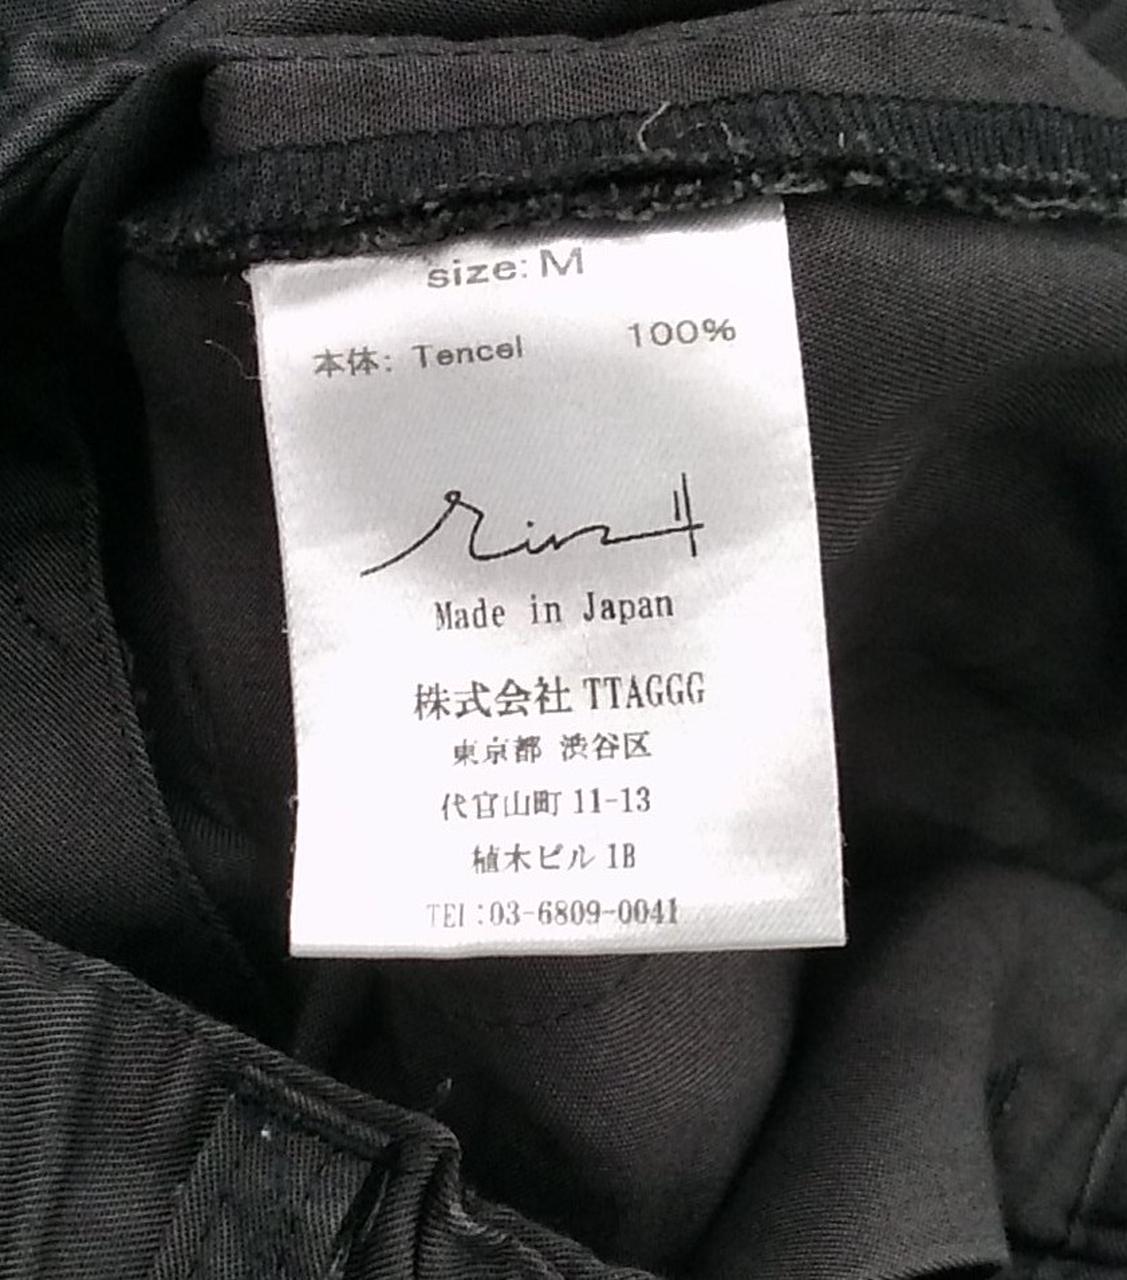 size: M
本体: Tencel 100%
Made in Japan
株式会社 TTAGGG
東京都 渋谷区
代官山町 11-13
植木ビル 1B
TEl:03-6809-0041